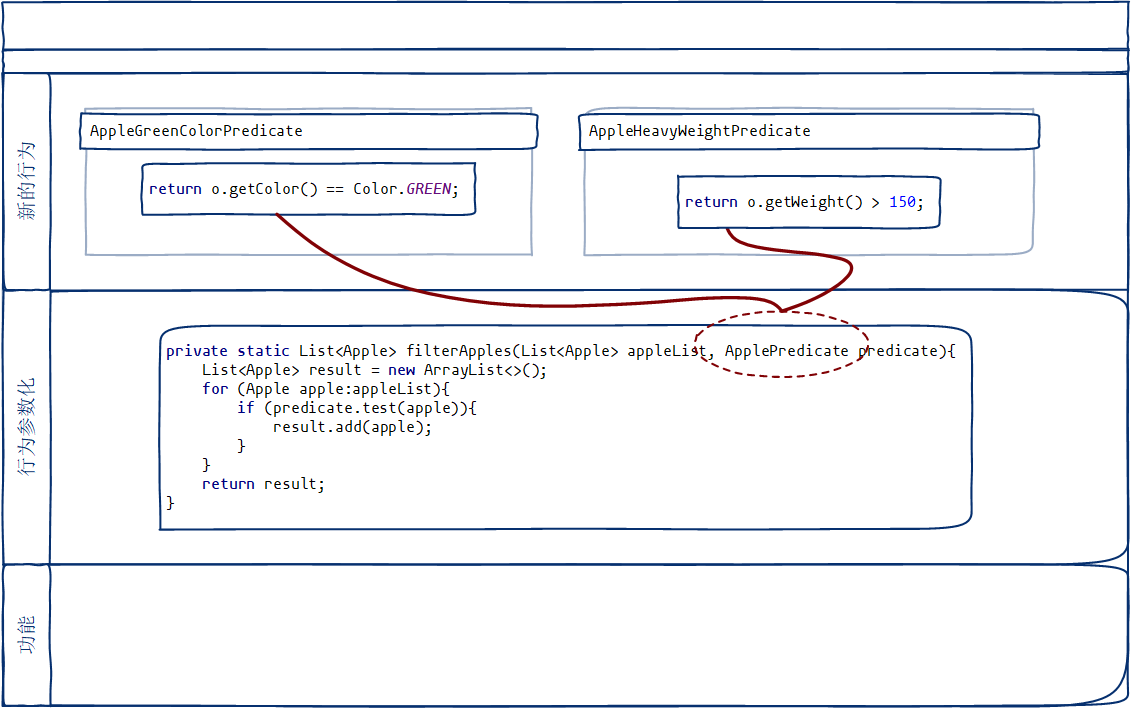 新的行为
AppleGreenColorPredicate
return o.getColor() == Color.GREEN;
AppleHeavyWeightPredicate
return o.getWeight() > 150;
行为参数化
private static List<Apple> filterApples(List<Apple> appleList, ApplePredicate predicate){
    List<Apple> result = new ArrayList<>();
    for (Apple apple:appleList){
        if (predicate.test(apple)){
            result.add(apple);
        }
    }
    return result;
}
功能